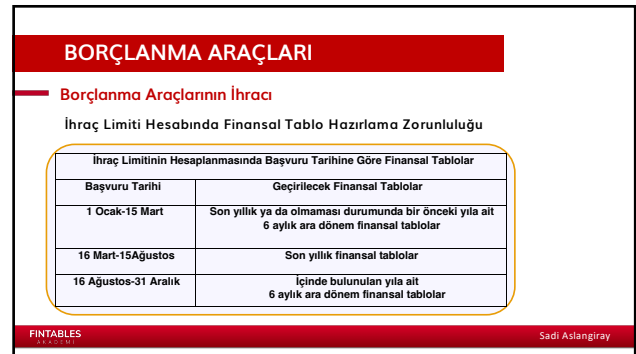 BORÇLANMA ARAÇLARI
Borçlanma Araçlarının İhracı
İhraç Limiti Hesabında Finansal Tablo Hazırlama Zorunluluğu
İhraç Limitinin Hesaplanmasında Başvuru Tarihine Göre Finansal Tablolar
Başvuru Tarihi Geçirilecek Finansal Tablolar
1 Ocak-15 Mart Son yıllık ya da olmaması durumunda bir önceki yıla ait
6 aylık ara dönem finansal tablolar
16 Mart-15Ağustos Son yıllık finansal tablolar
16 Ağustos-31 Aralık İçinde bulunulan yıla ait
6 aylık ara dönem finansal tablolar
FINTABLES
AKADEMİ
Sadi Aslangiray